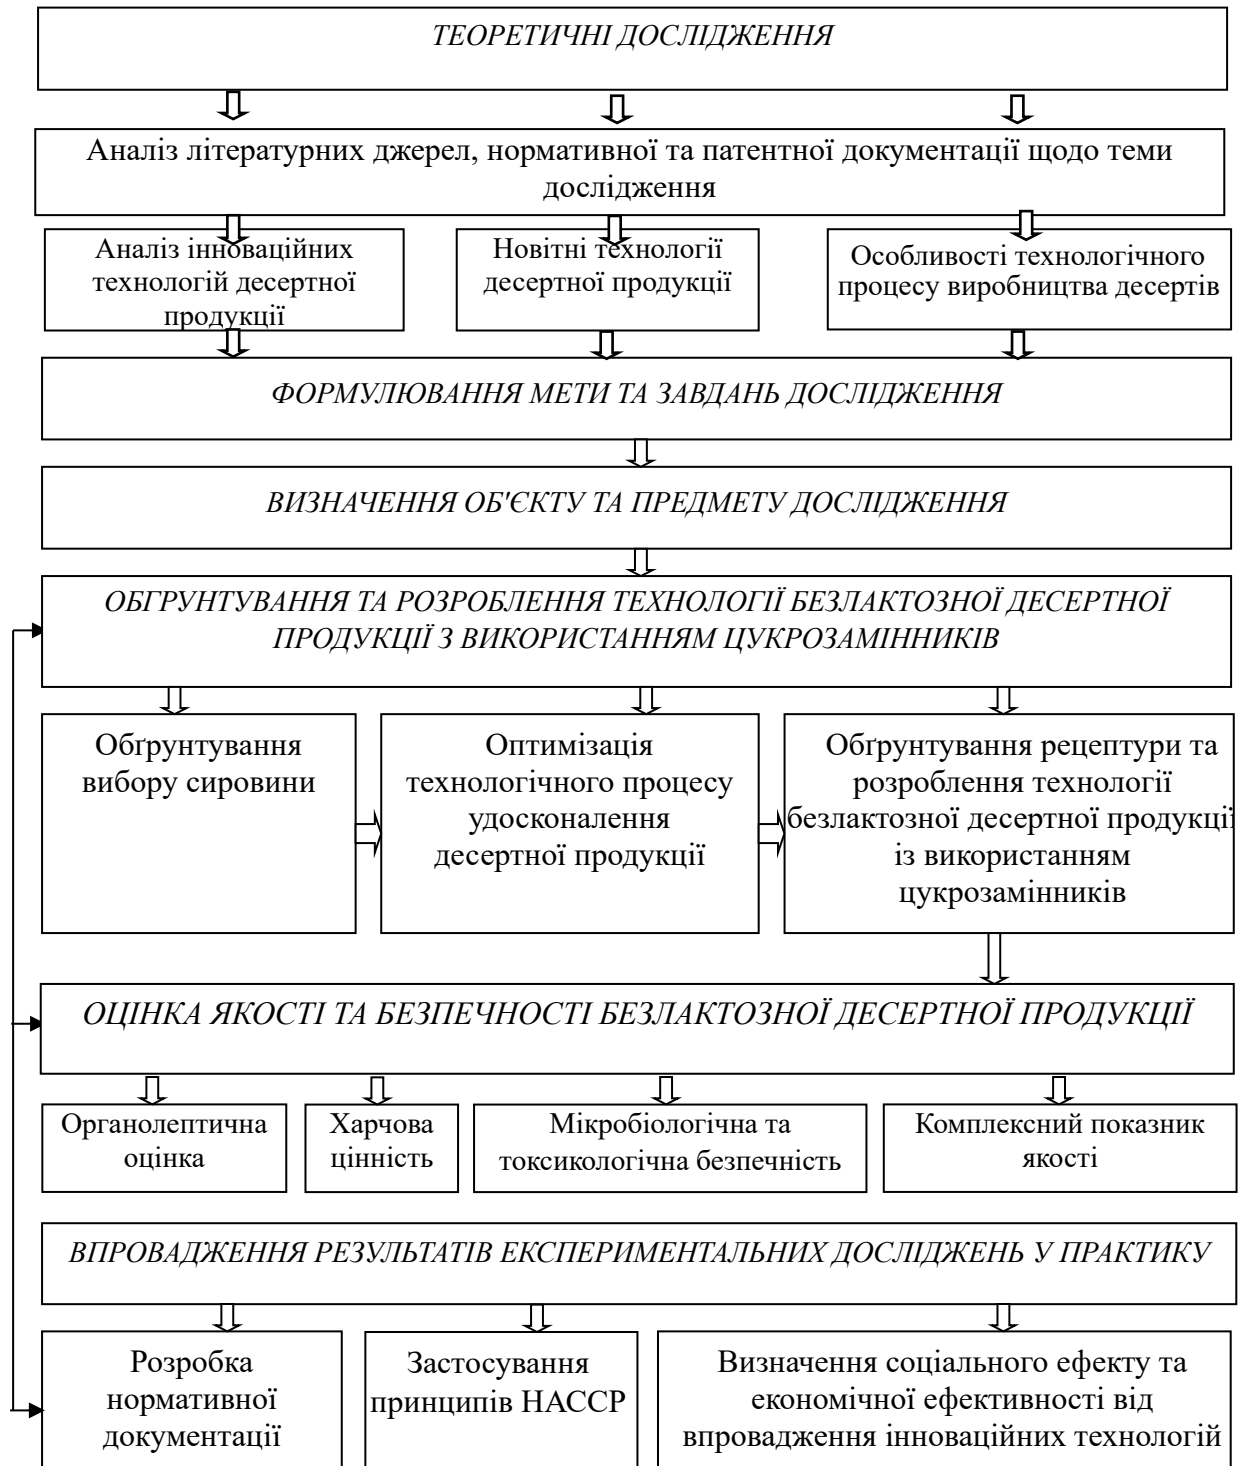 ТЕОРЕТИЧНІ ДОСЛІДЖЕННЯ
Аналіз літературних джерел, нормативної та патентної документації щодо теми
дослідження
Аналіз інноваційних
технологій десертної
продукції
Новітні технології
десертної продукції
Особливості технологічного
процесу виробництва десертів
ФОРМУЛЮВАННЯ МЕТИ ТА ЗАВДАНЬ ДОСЛІДЖЕННЯ
ВИЗНАЧЕННЯ ОБ'ЄКТУ ТА ПРЕДМЕТУ ДОСЛІДЖЕННЯ
ОБГРУНТУВАННЯ ТА РОЗРОБЛЕННЯ ТЕХНОЛОГІЇ БЕЗЛАКТОЗНОЇ ДЕСЕРТНОЇ
ПРОДУКЦІЇ З ВИКОРИСТАННЯМ ЦУКРОЗАМІННИКІВ
Обґрунтування
вибору сировини
Оптимізація
технологічного процесу
удосконалення
десертної продукції
Обґрунтування рецептури та
розроблення технології
безлактозної десертної продукції
із використанням
цукрозамінників
ОЦІНКА ЯКОСТІ ТА БЕЗПЕЧНОСТІ БЕЗЛАКТОЗНОЇ ДЕСЕРТНОЇ ПРОДУКЦІЇ
Органолептична
оцінка
Харчова
цінність
Мікробіологічна та
токсикологічна безпечність
Комплексний показник
якості
ВПРОВАДЖЕННЯ РЕЗУЛЬТАТІВ ЕКСПЕРИМЕНТАЛЬНИХ ДОСЛІДЖЕНЬ У ПРАКТИКУ
Розробка
нормативної
документації
Застосування
принципів НАССР
Визначення соціального ефекту та
економічної ефективності від
впровадження інноваційних технологій